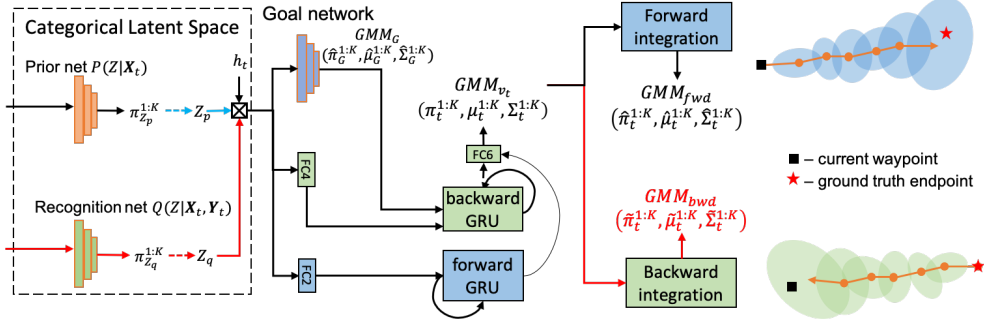 Categorical Latent Space
Prior net P(Z|X_t)
π_{Z_p}^{1:K}
Z_p
h_t
Recognition net Q(Z|X_t, Y_t)
π_{Z_q}^{1:K}
Z_q
Goal network
GMM_G
(π̂_G^{1:K}, μ̂_G^{1:K}, Σ̂_G^{1:K})
FC4
FC2
GMM_{v_t}
(π_t^{1:K}, μ_t^{1:K}, Σ_t^{1:K})
FC6
backward
GRU
forward
GRU
Forward
integration
GMM_{fwd}
(π̂_t^{1:K}, μ̂_t^{1:K}, Σ̂_t^{1:K})
GMM_{bwd}
(π̃_t^{1:K}, μ̃_t^{1:K}, Σ̃_t^{1:K})
Backward
integration
– current waypoint
– ground truth endpoint